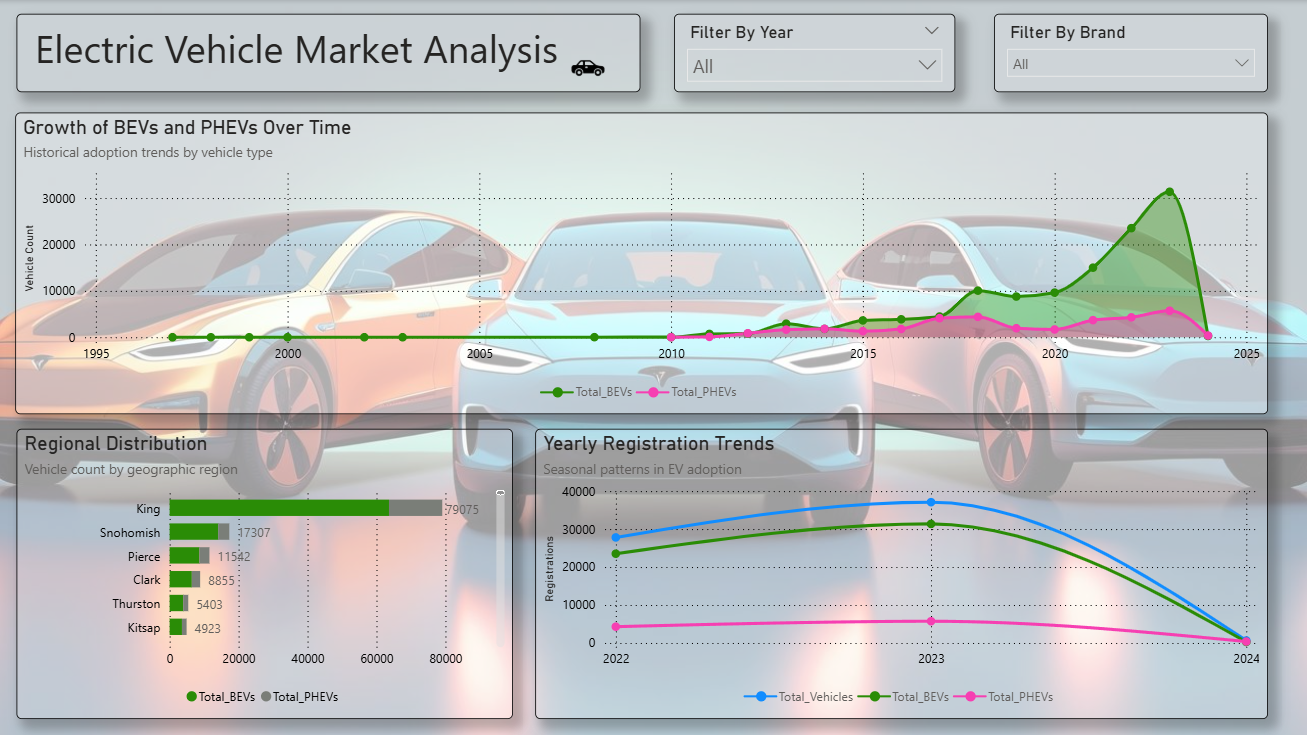 Electric Vehicle Market Analysis
Filter By Year
All
Filter By Brand
All
Growth of BEVs and PHEVs Over Time
Historical adoption trends by vehicle type
Vehicle Count
30000
20000
10000
0
1995 2000 2005 2010 2015 2020 2025
Total_BEVs Total_PHEVs
Regional Distribution
Vehicle count by geographic region
King 79075
Snohomish 17307
Pierce 11542
Clark 8855
Thurston 5403
Kitsap 4923
0 20000 40000 60000 80000
Total_BEVs Total_PHEVs
Yearly Registration Trends
Seasonal patterns in EV adoption
Registrations
40000
30000
20000
10000
0
2022 2023 2024
Total_Vehicles Total_BEVs Total_PHEVs